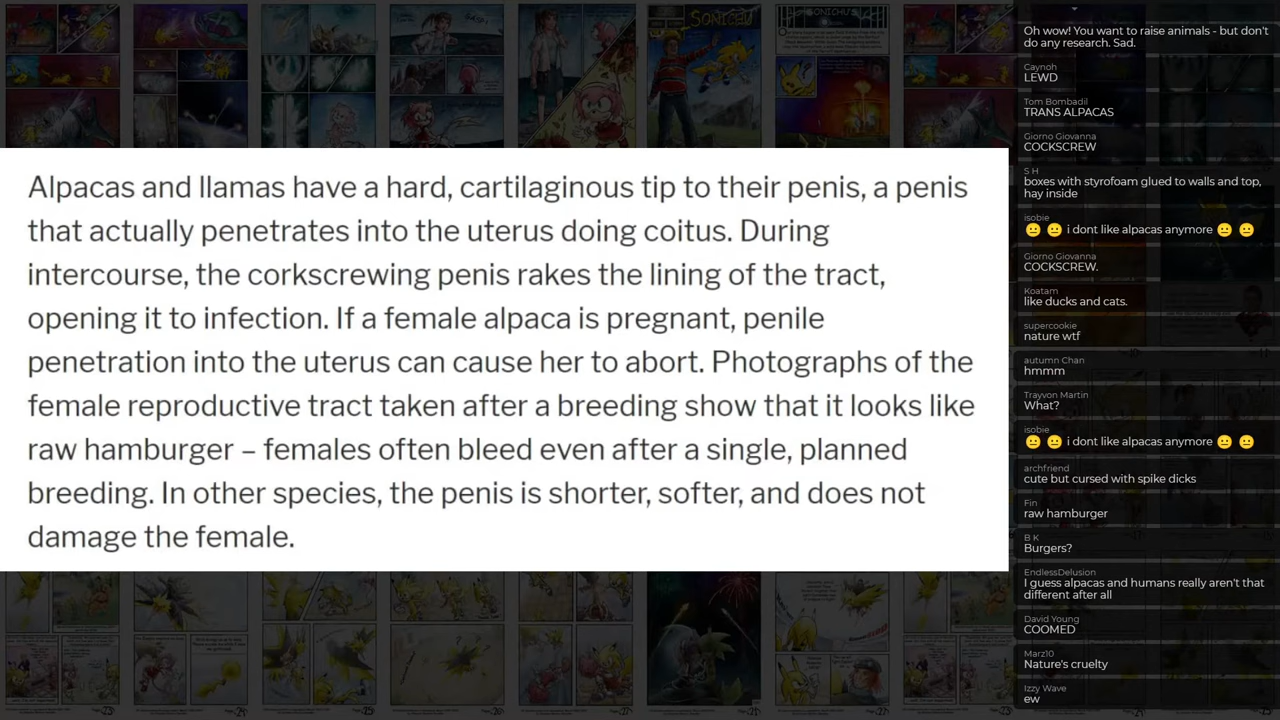 Alpacas and llamas have a hard, cartilaginous tip to their penis, a penis
that actually penetrates into the uterus doing coitus. During
intercourse, the corkscrewing penis rakes the lining of the tract,
opening it to infection. If a female alpaca is pregnant, penile
penetration into the uterus can cause her to abort. Photographs of the
female reproductive tract taken after a breeding show that it looks like
raw hamburger – females often bleed even after a single, planned
breeding. In other species, the penis is shorter, softer, and does not
damage the female.
Oh wow! You want to raise animals - but don't
do any research. Sad.
Caynoh
LEWD
Tom Bombadil
TRANS ALPACAS
Giorno Giovanna
COCKSCREW
S H
boxes with styrofoam glued to walls and top,
hay inside
isobie
😐 😐 i dont like alpacas anymore 😐 😐
Giorno Giovanna
COCKSCREW.
Koatam
like ducks and cats.
supercookie
nature wtf
autumn Chan
hmmm
Trayvon Martin
What?
isobie
😐 😐 i dont like alpacas anymore 😐 😐
archfriend
cute but cursed with spike dicks
Fin
raw hamburger
B K
Burgers?
EndlessDelusion
I guess alpacas and humans really aren't that
different after all
David Young
COOMED
Marz10
Nature's cruelty
Izzy Wave
ew
SONICHU